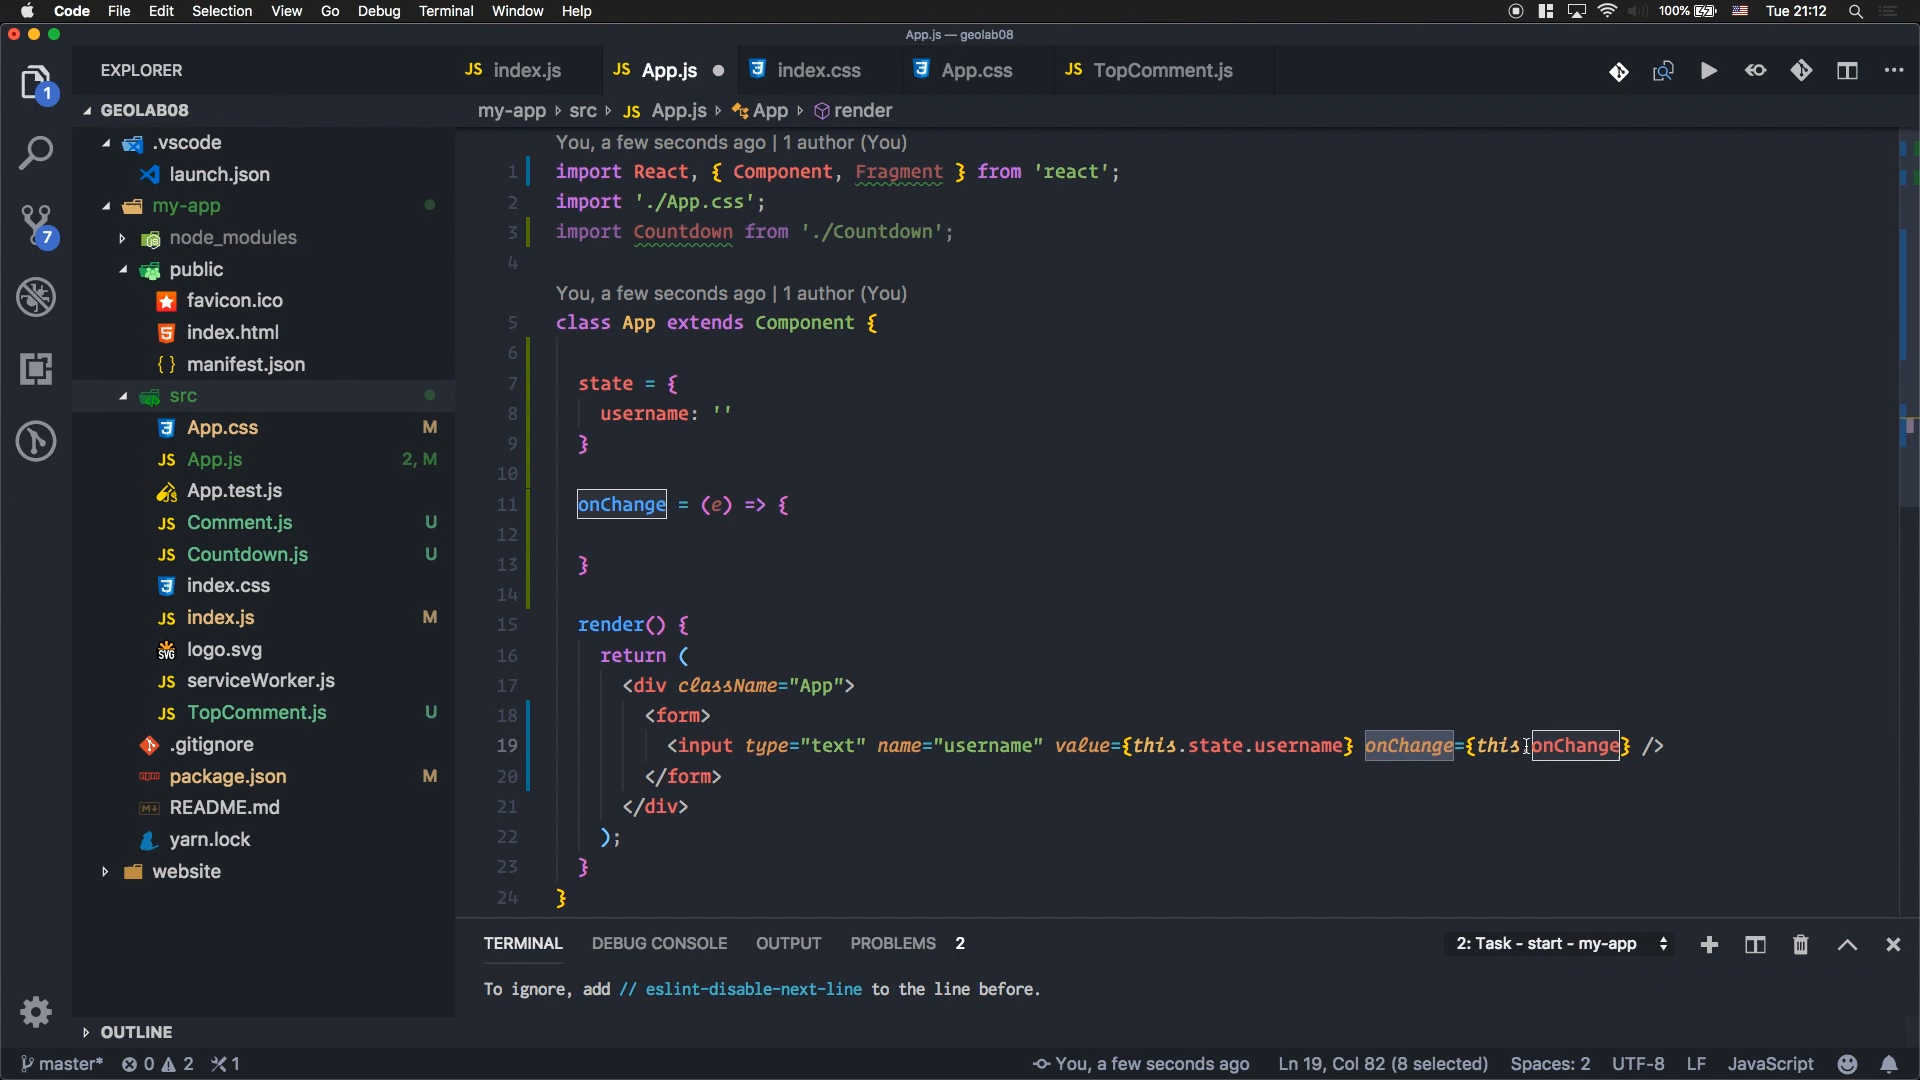 Code File Edit Selection View Go Debug Terminal Window Help 100% Tue 21:12
App.js — geolab08
EXPLORER
JS index.js JS App.js index.css App.css JS TopComment.js
1
GEOLAB08
my-app src JS App.js App render
.vscode
launch.json
my-app
node_modules
public
favicon.ico
index.html
manifest.json
src
App.css M
JS App.js 2, M
App.test.js
JS Comment.js U
JS Countdown.js U
index.css
JS index.js M
logo.svg
JS serviceWorker.js
JS TopComment.js U
.gitignore
package.json M
README.md
yarn.lock
website
OUTLINE
7
You, a few seconds ago | 1 author (You)
1 import React, { Component, Fragment } from 'react';
2 import './App.css';
3 import Countdown from './Countdown';
4
You, a few seconds ago | 1 author (You)
5 class App extends Component {
6
7 state = {
8 username: ''
9 }
10
11 onChange = (e) => {
12
13 }
14
15 render() {
16 return (
17 <div className="App">
18 <form>
19 <input type="text" name="username" value={this.state.username} onChange={this.onChange} />
20 </form>
21 </div>
22 );
23 }
24 }
TERMINAL DEBUG CONSOLE OUTPUT PROBLEMS 2 2: Task - start - my-app
To ignore, add // eslint-disable-next-line to the line before.
master* 0 2 1 You, a few seconds ago Ln 19, Col 82 (8 selected) Spaces: 2 UTF-8 LF JavaScript